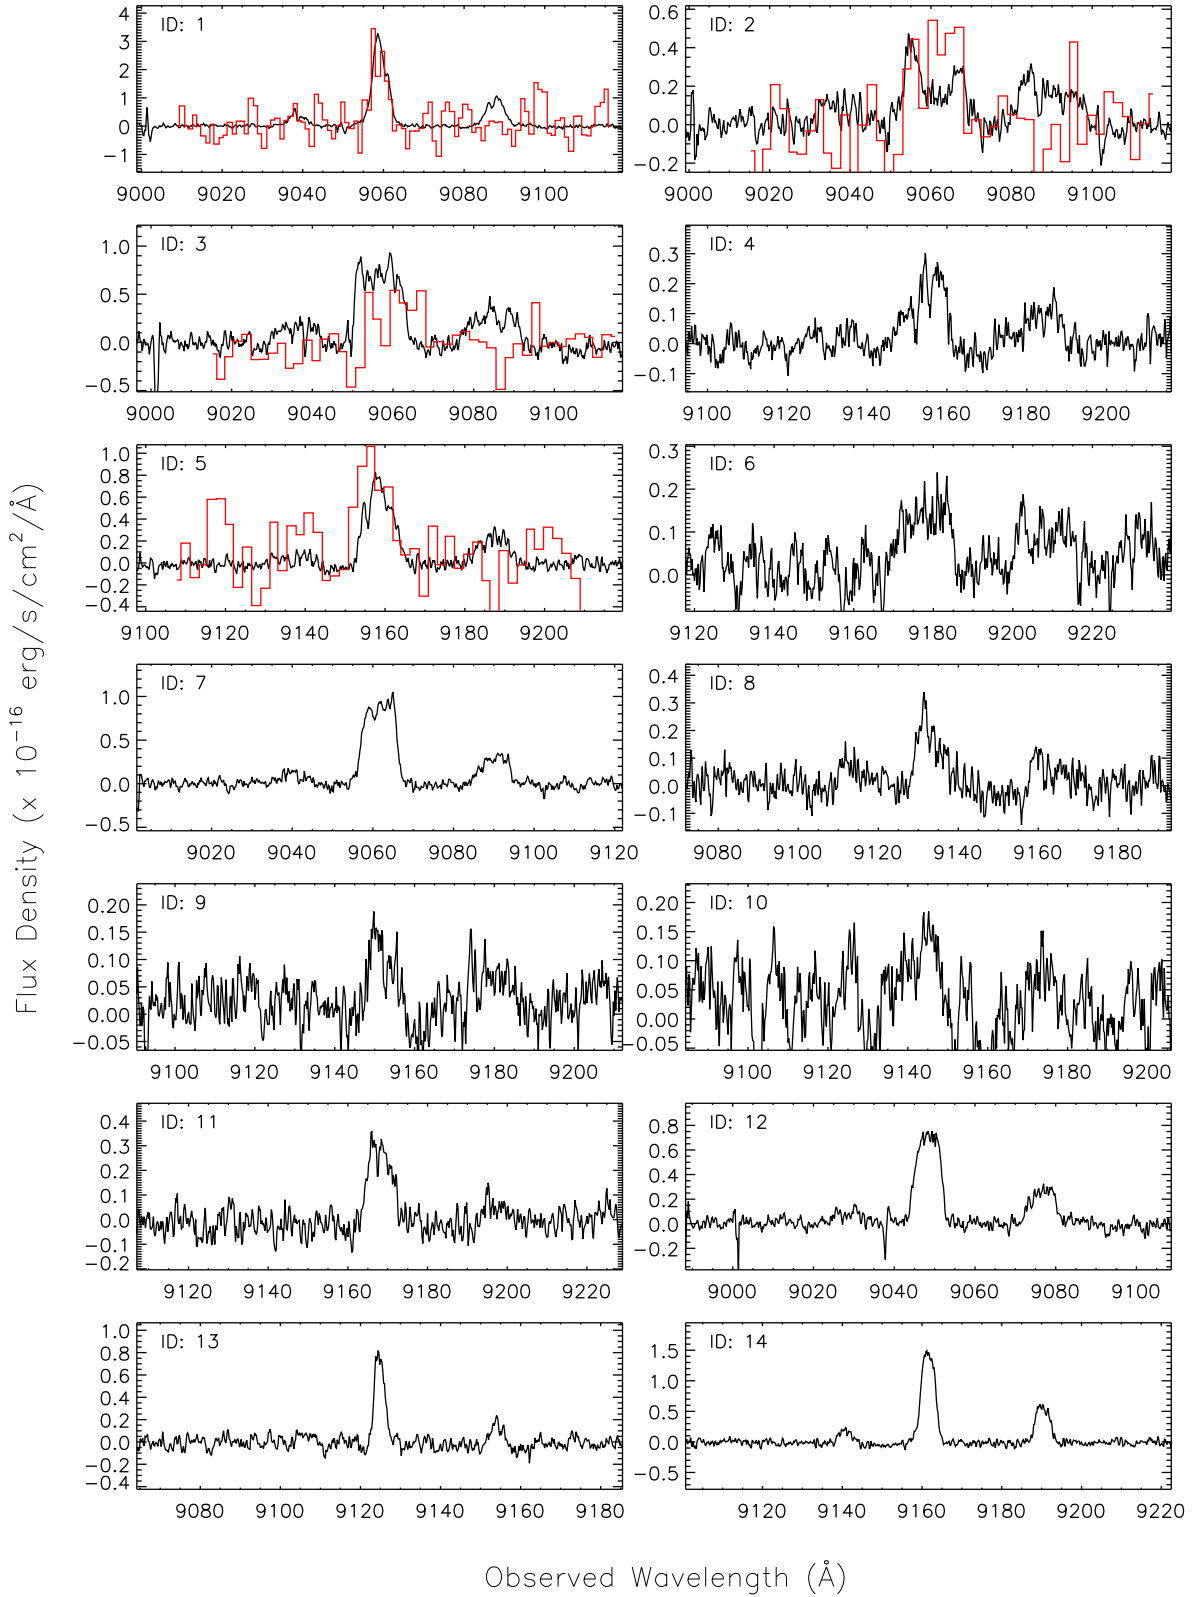 ID: 1
4
3
2
1
0
−1
9000 9020 9040 9060 9080 9100
ID: 2
0.6
0.4
0.2
0.0
−0.2
9000 9020 9040 9060 9080 9100
ID: 3
1.0
0.5
0.0
−0.5
9000 9020 9040 9060 9080 9100
ID: 4
0.3
0.2
0.1
0.0
−0.1
9100 9120 9140 9160 9180 9200
ID: 5
1.0
0.8
0.6
0.4
0.2
0.0
−0.2
−0.4
9100 9120 9140 9160 9180 9200
ID: 6
0.3
0.2
0.1
0.0
9120 9140 9160 9180 9200 9220
ID: 7
1.0
0.5
0.0
−0.5
9020 9040 9060 9080 9100 9120
ID: 8
0.4
0.3
0.2
0.1
0.0
−0.1
9080 9100 9120 9140 9160 9180
ID: 9
0.20
0.15
0.10
0.05
0.00
−0.05
9100 9120 9140 9160 9180 9200
ID: 10
0.20
0.15
0.10
0.05
0.00
−0.05
9100 9120 9140 9160 9180 9200
ID: 11
0.4
0.3
0.2
0.1
0.0
−0.1
−0.2
9120 9140 9160 9180 9200 9220
ID: 12
0.8
0.6
0.4
0.2
0.0
−0.2
9000 9020 9040 9060 9080 9100
ID: 13
1.0
0.8
0.6
0.4
0.2
0.0
−0.2
−0.4
9080 9100 9120 9140 9160 9180
ID: 14
1.5
1.0
0.5
0.0
−0.5
9120 9140 9160 9180 9200 9220
Flux Density (x 10⁻¹⁶ erg/s/cm²/Å)
Observed Wavelength (Å)